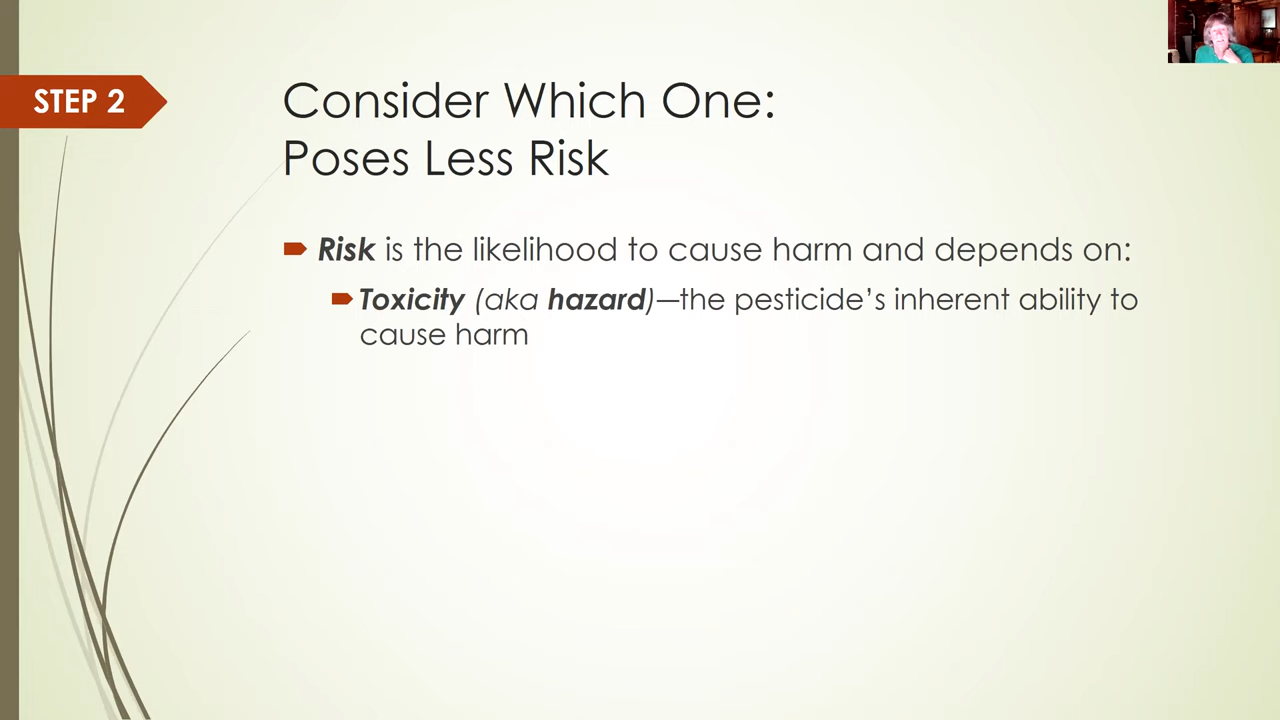 STEP 2
Consider Which One:
Poses Less Risk
Risk is the likelihood to cause harm and depends on:
Toxicity (aka hazard)—the pesticide’s inherent ability to
cause harm